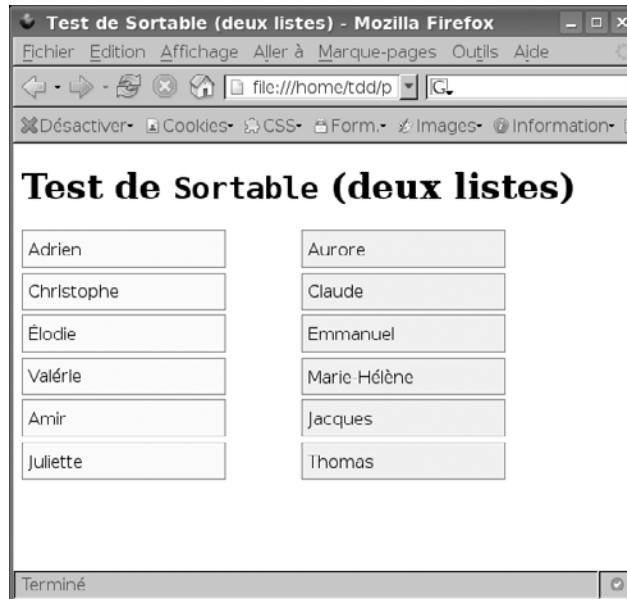 Test de Sortable (deux listes) - Mozilla Firefox
Fichier Edition Affichage Aller à Marque-pages Outils Aide
file:///home/tdd/p G
Désactiver Cookies CSS Form. Images Information
Test de Sortable (deux listes)
Adrien Aurore
Christophe Claude
Élodie Emmanuel
Valérie Marie-Hélène
Amir Jacques
Juliette Thomas
Terminé